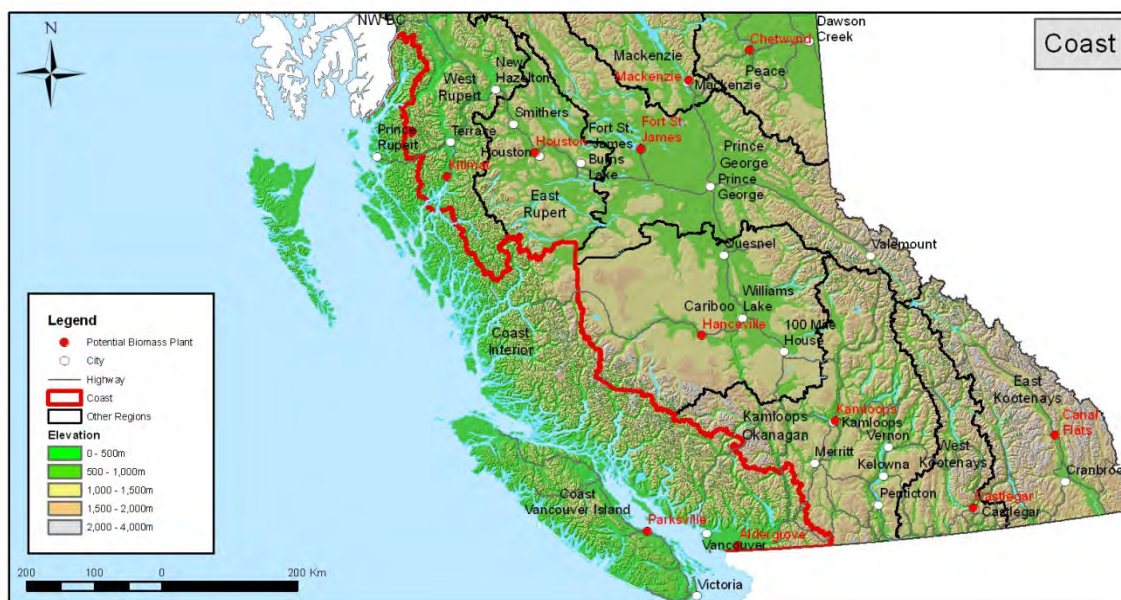 NW BC
Dawson
Creek
Coast
N
Chetwynd
Mackenzie
Peace
Mackenzie
Mackenzie
New
Hazelton
West
Rupert
Smithers
Fort St.
James
Fort St.
James
Prince
Rupert
Terrace
Houston
Houston
Burns
Lake
Prince
George
Prince
George
Kitimat
East
Rupert
Quesnel
Valemount
Williams
Lake
Cariboo
Hanceville
100 Mile
House
Coast
Interior
East
Kootenays
Kamloops
Okanagan
Kamloops
Kamloops
Canal
Flats
Vernon
West
Kootenays
Merritt
Kelowna
Cranbroo
Penticton
Castlegar
Castlegar
Coast
Vancouver Island
Parksville
Aldergrove
Vancouver
Victoria
Legend
Potential Biomass Plant
City
Highway
Coast
Other Regions
Elevation
0 - 500m
500 - 1,000m
1,000 - 1,500m
1,500 - 2,000m
2,000 - 4,000m
200 100 0 200 Km